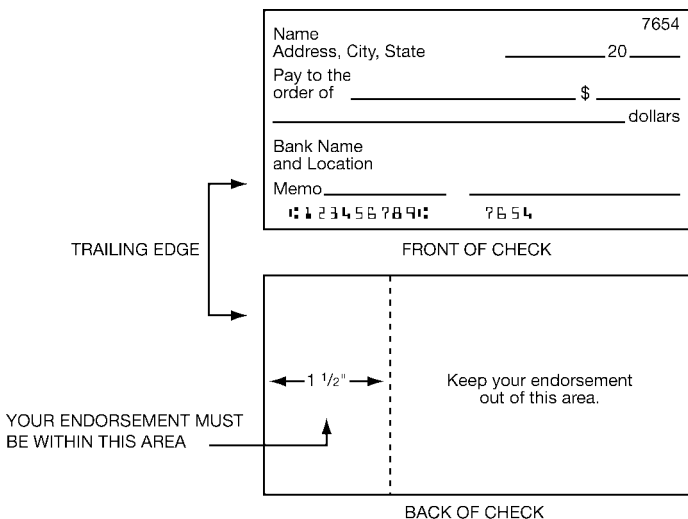 7654
Name
Address, City, State 20
Pay to the
order of $
dollars
Bank Name
and Location
Memo
⑆123456789⑆ 7654
TRAILING EDGE
FRONT OF CHECK
1 1/2"
Keep your endorsement
out of this area.
YOUR ENDORSEMENT MUST
BE WITHIN THIS AREA
BACK OF CHECK